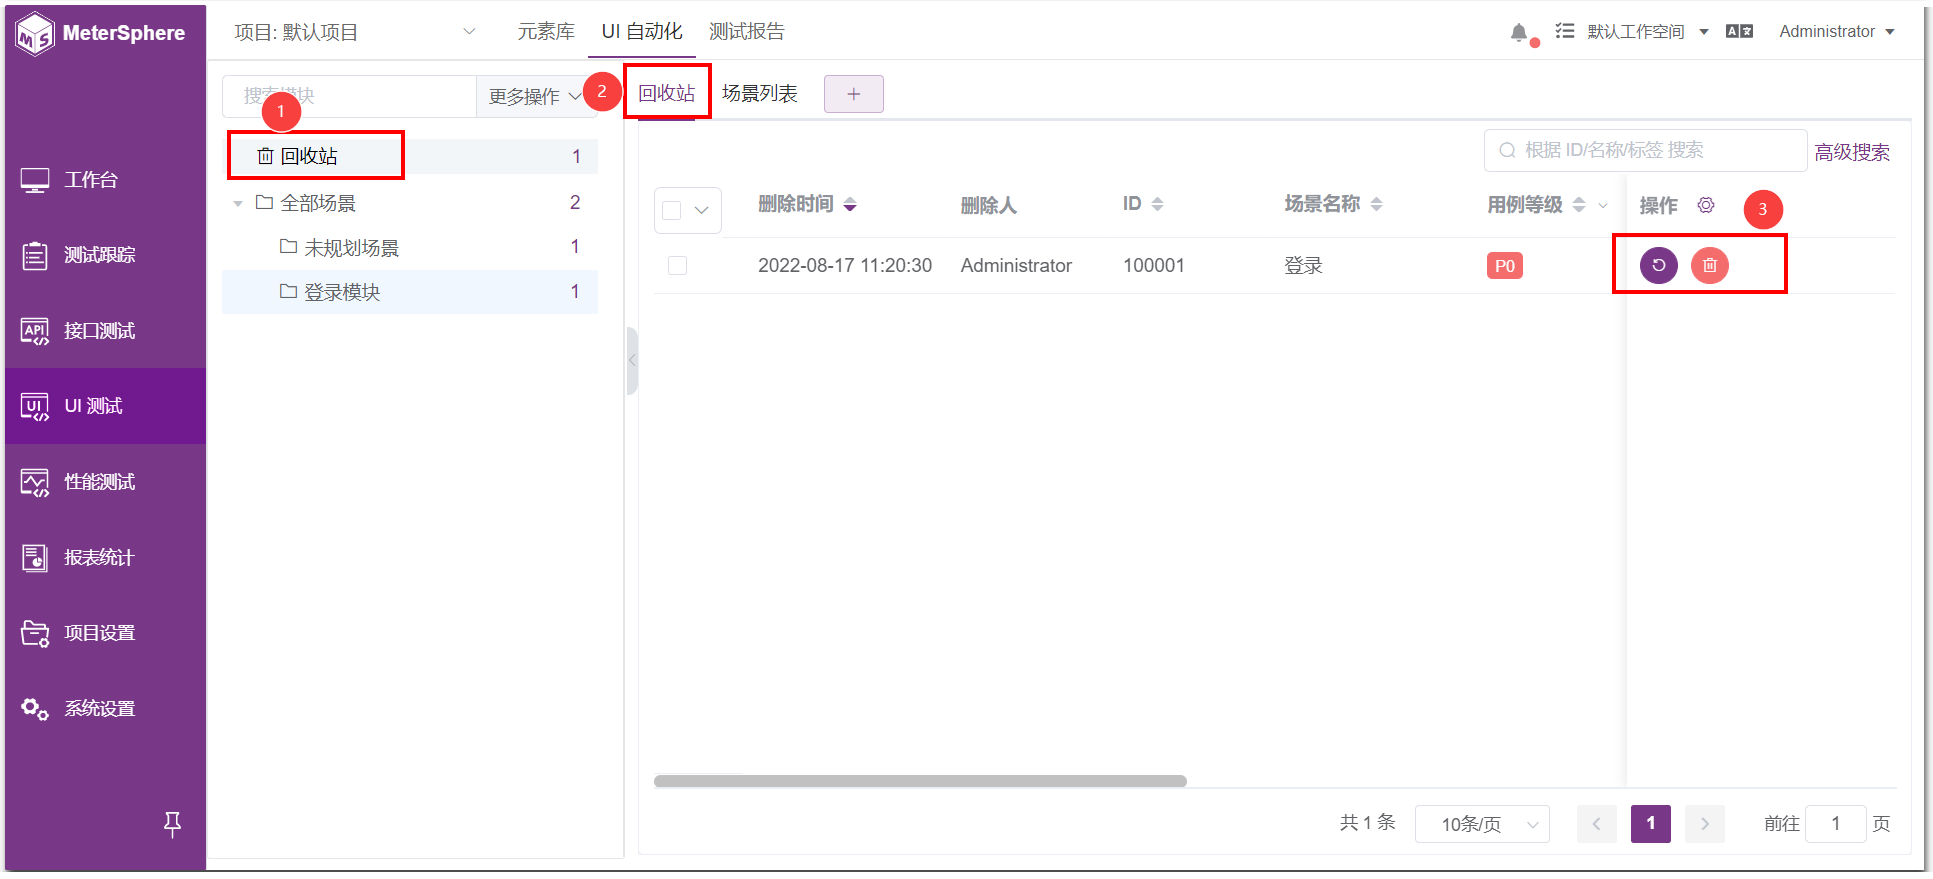 MeterSphere
项目: 默认项目
元素库
UI 自动化
测试报告
默认工作空间
Administrator
工作台
测试跟踪
接口测试
UI 测试
性能测试
报表统计
项目设置
系统设置
搜索模块
更多操作
1
回收站 1
全部场景 2
未规划场景 1
登录模块 1
2
回收站
场景列表
+
根据 ID/名称/标签 搜索
高级搜索
删除时间 删除人 ID 场景名称 用例等级 操作
3
2022-08-17 11:20:30 Administrator 100001 登录 P0
共 1 条
10条/页
1
前往 1 页